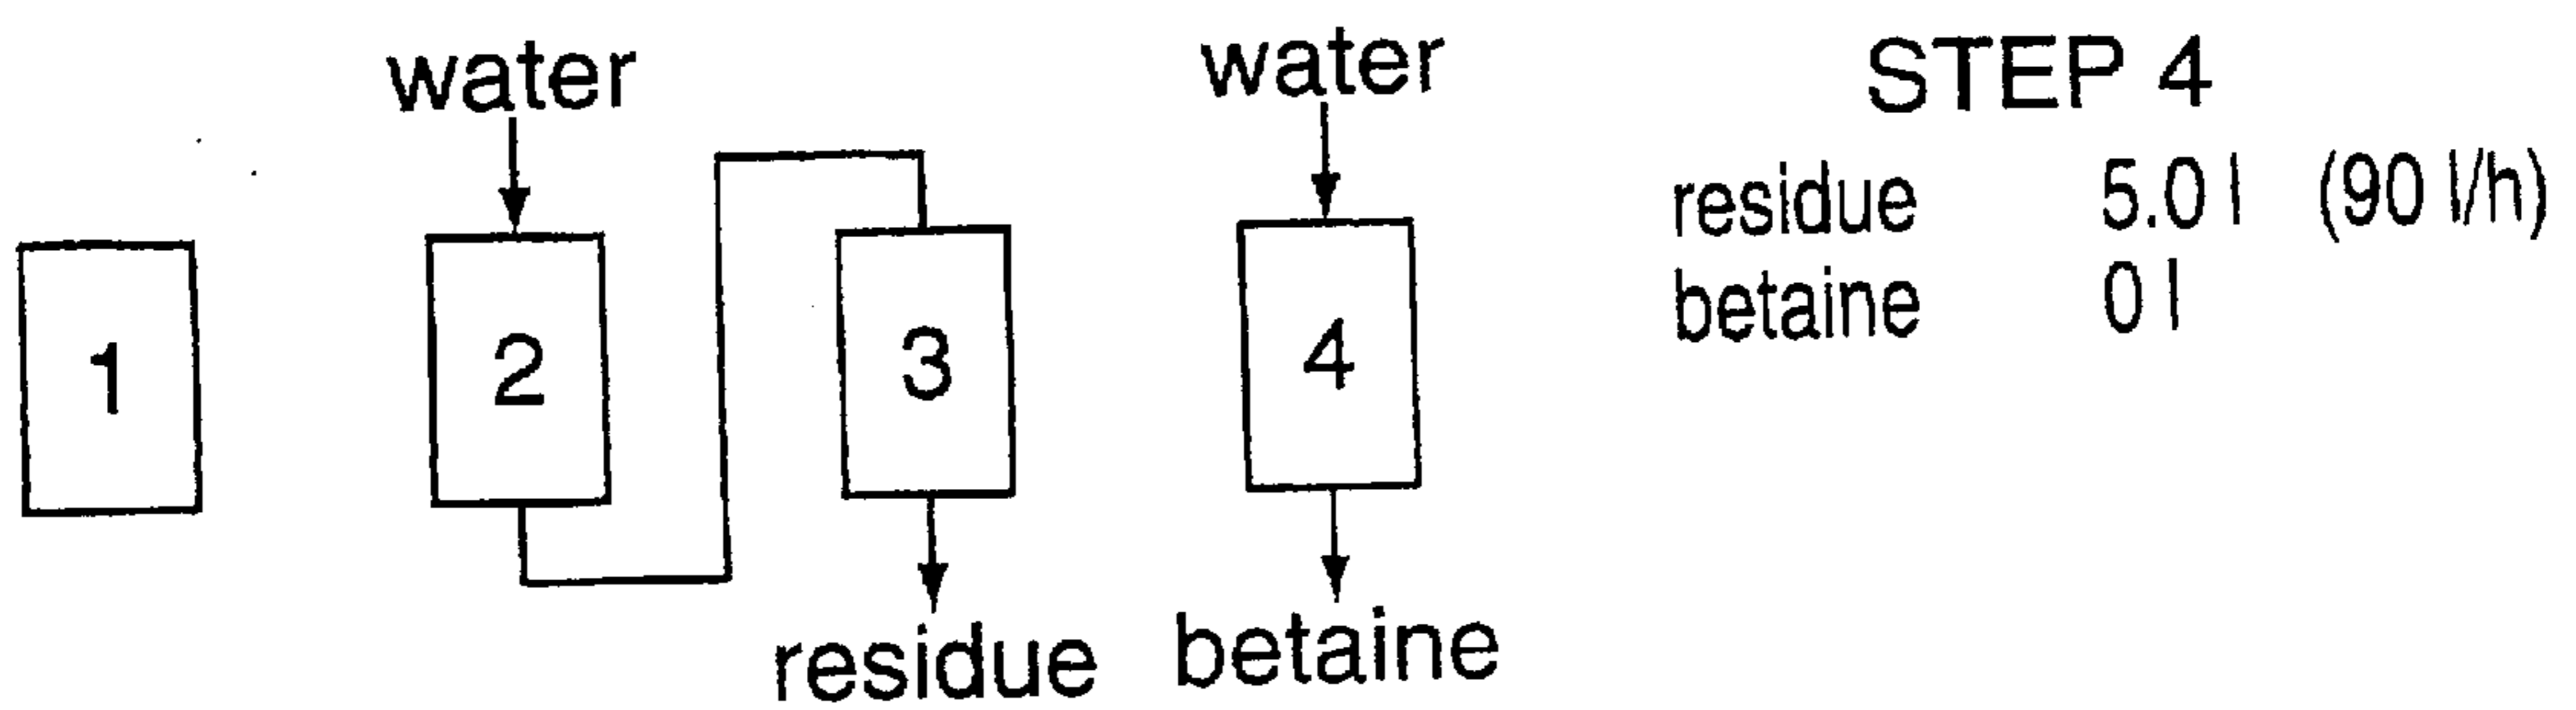 water
water
STEP 4
residue 5.0 l (90 l/h)
betaine 0 l
1
2
3
4
residue
betaine